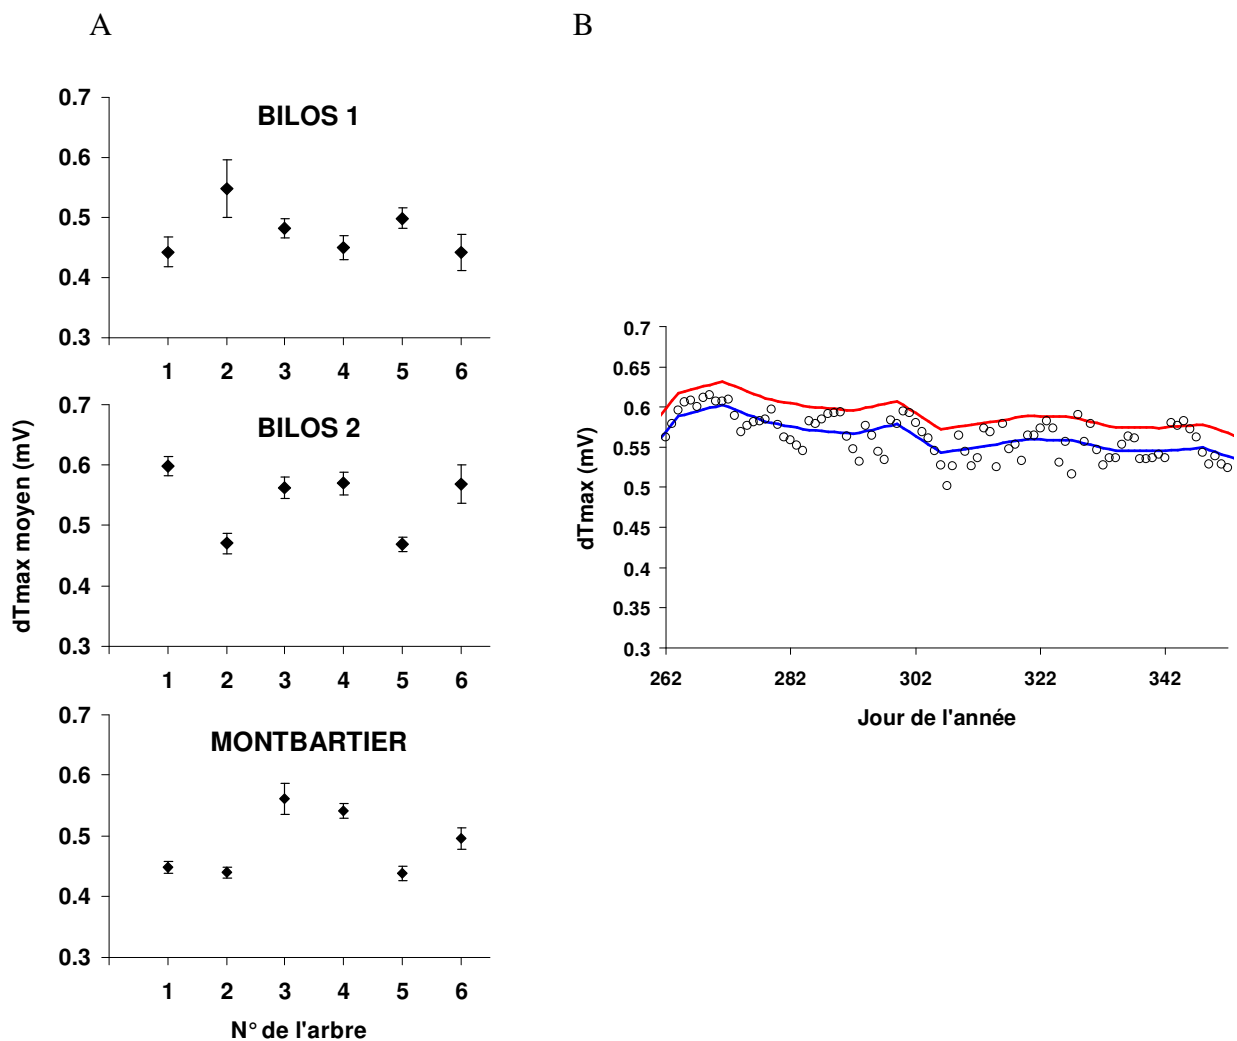 A
B
BILOS 1
0.7
0.6
0.5
0.4
0.3
1 2 3 4 5 6
BILOS 2
0.7
0.6
0.5
0.4
0.3
1 2 3 4 5 6
MONTBARTIER
0.7
0.6
0.5
0.4
0.3
1 2 3 4 5 6
dTmax moyen (mV)
N° de l'arbre
0.7
0.65
0.6
0.55
0.5
0.45
0.4
0.35
0.3
262 282 302 322 342
dTmax (mV)
Jour de l'année